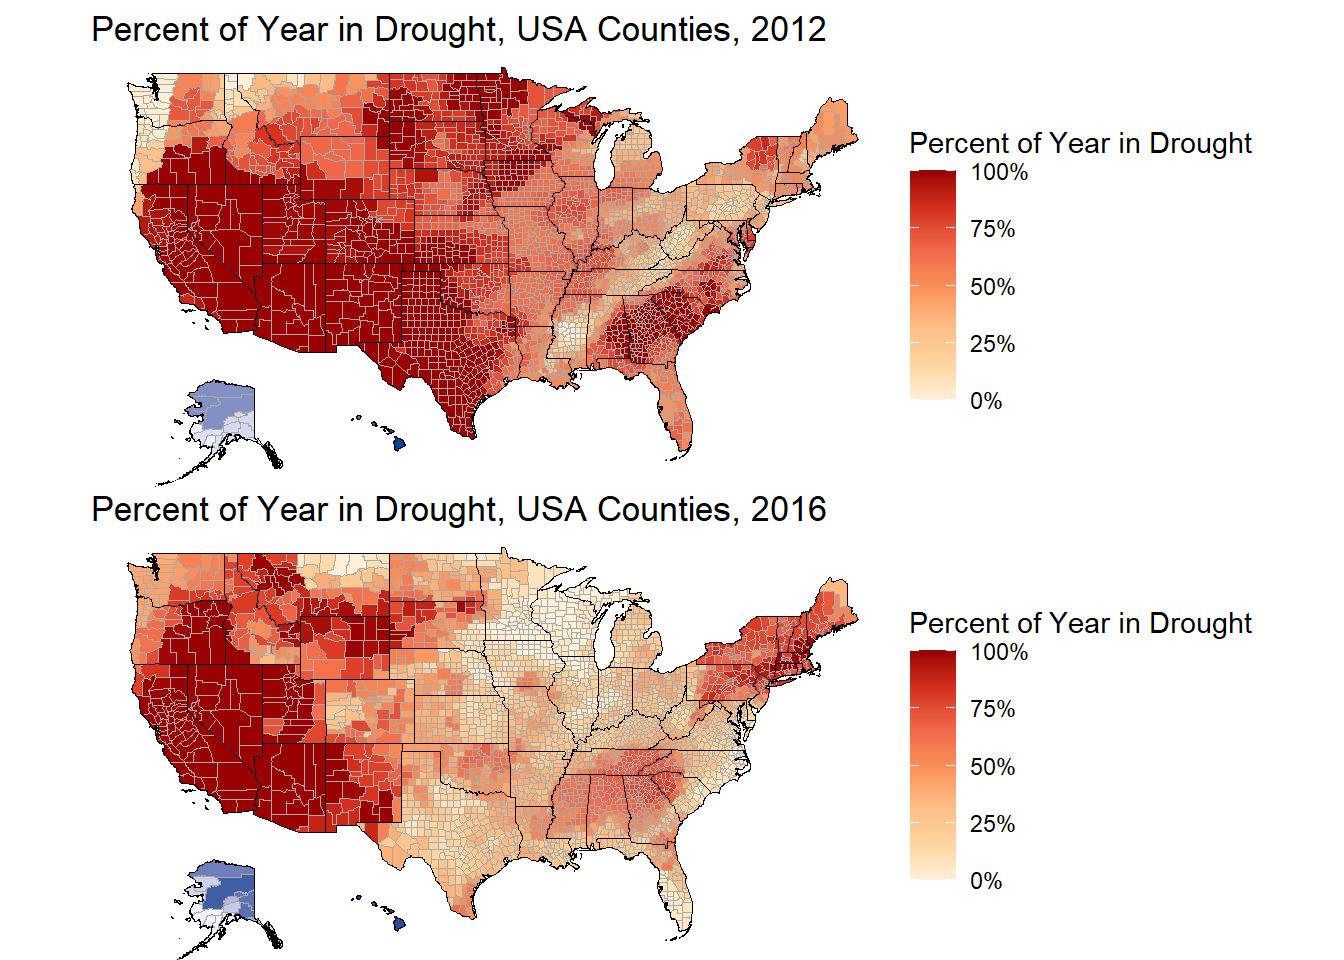 Percent of Year in Drought, USA Counties, 2012
Percent of Year in Drought
100%
75%
50%
25%
0%
Percent of Year in Drought, USA Counties, 2016
Percent of Year in Drought
100%
75%
50%
25%
0%